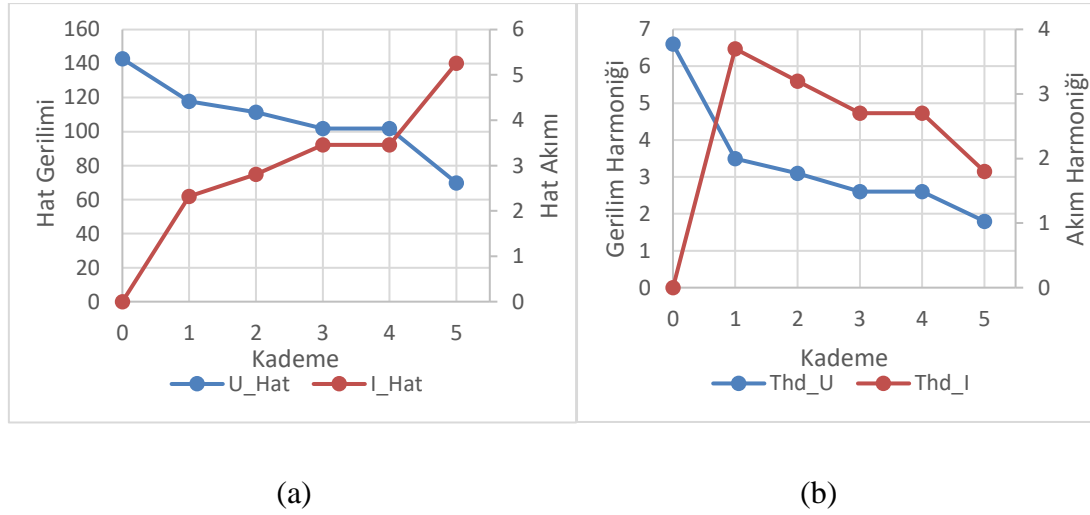 160
140
120
100
80
60
40
20
0
Hat Gerilimi
6
5
4
3
2
1
0
Hat Akımı
0 1 2 3 4 5
Kademe
U_Hat I_Hat
7
6
5
4
3
2
1
0
Gerilim Harmoniği
4
3
2
1
0
Akım Harmoniği
0 1 2 3 4 5
Kademe
Thd_U Thd_I
(a) (b)